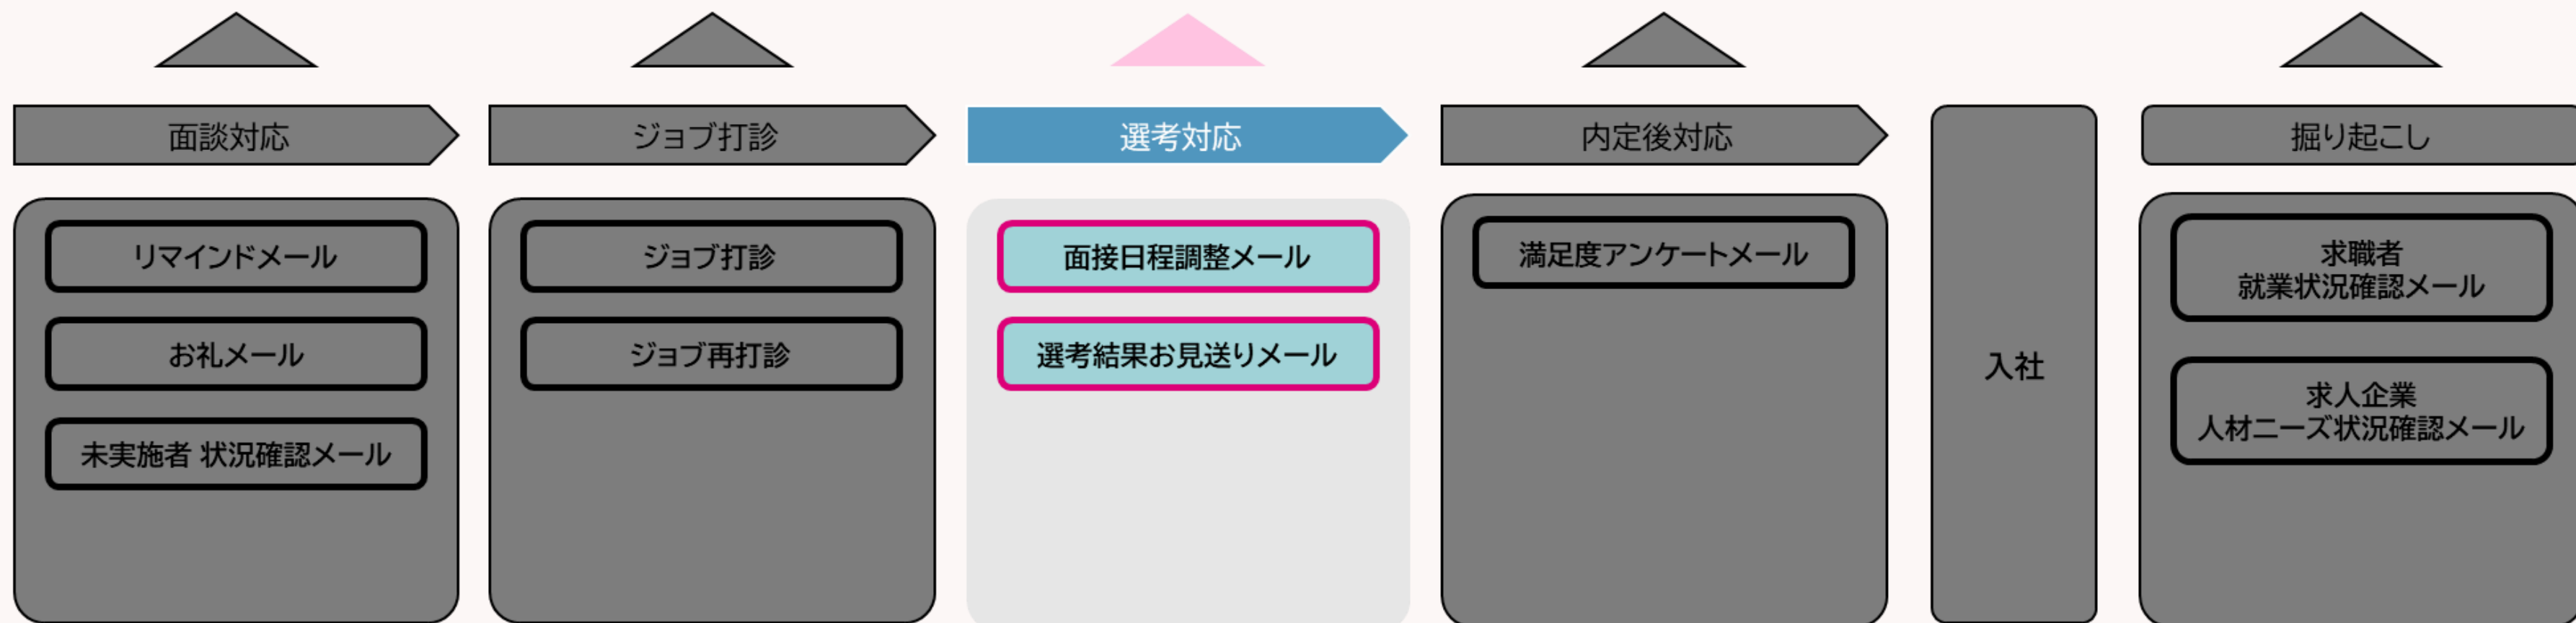 面談対応
リマインドメール
お礼メール
未実施者 状況確認メール
ジョブ打診
ジョブ打診
ジョブ再打診
選考対応
面接日程調整メール
選考結果お見送りメール
内定後対応
満足度アンケートメール
入社
掘り起こし
求職者
就業状況確認メール
求人企業
人材ニーズ状況確認メール